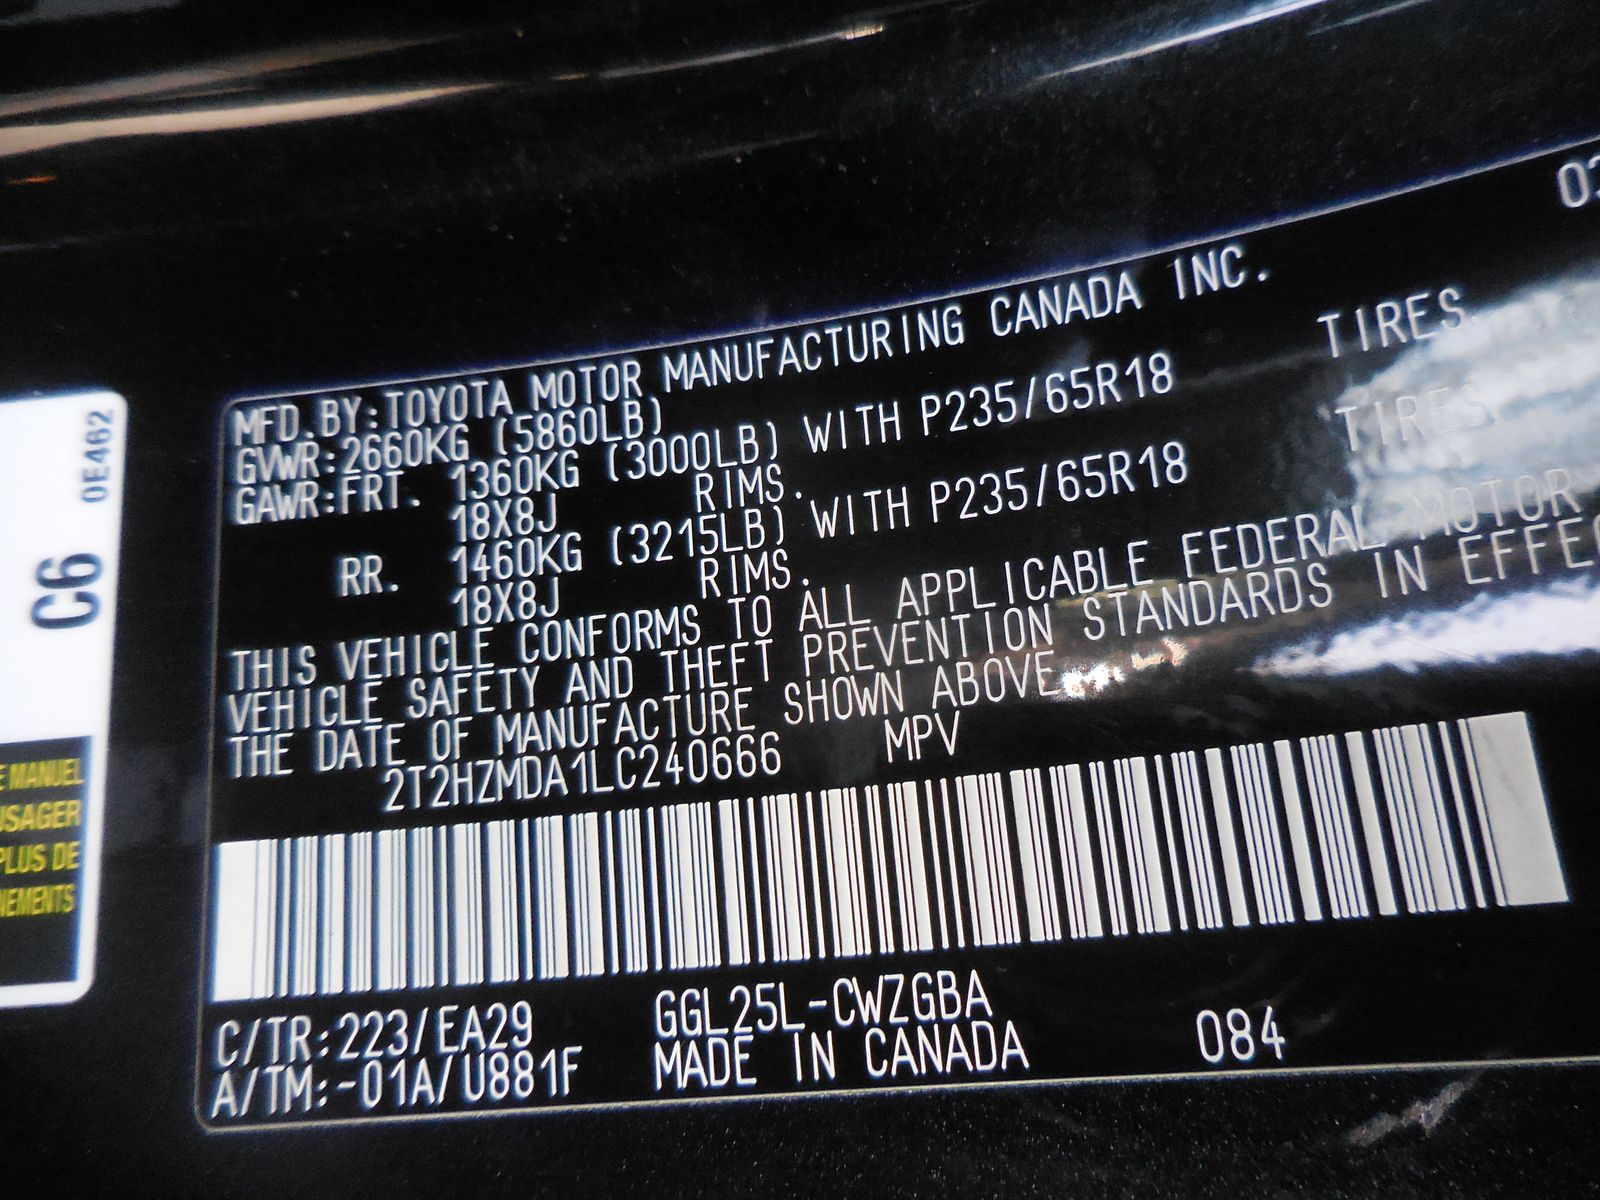 03
MFD.BY:TOYOTA MOTOR MANUFACTURING CANADA INC.
GVWR:2660KG (5860LB)
GAWR:FRT. 1360KG (3000LB) WITH P235/65R18 TIRES
18X8J RIMS.
RR. 1460KG (3215LB) WITH P235/65R18 TIRES
18X8J RIMS.
THIS VEHICLE CONFORMS TO ALL APPLICABLE FEDERAL MOTOR
VEHICLE SAFETY AND THEFT PREVENTION STANDARDS IN EFFE
THE DATE OF MANUFACTURE SHOWN ABOVE.
2T2HZMDA1LC240666 MPV
C/TR:223/EA29 GGL25L-CWZGBA
A/TM:-01A/U881F MADE IN CANADA 084
C6 0E462
E MANUEL
USAGER
PLUS DE
NEMENTS